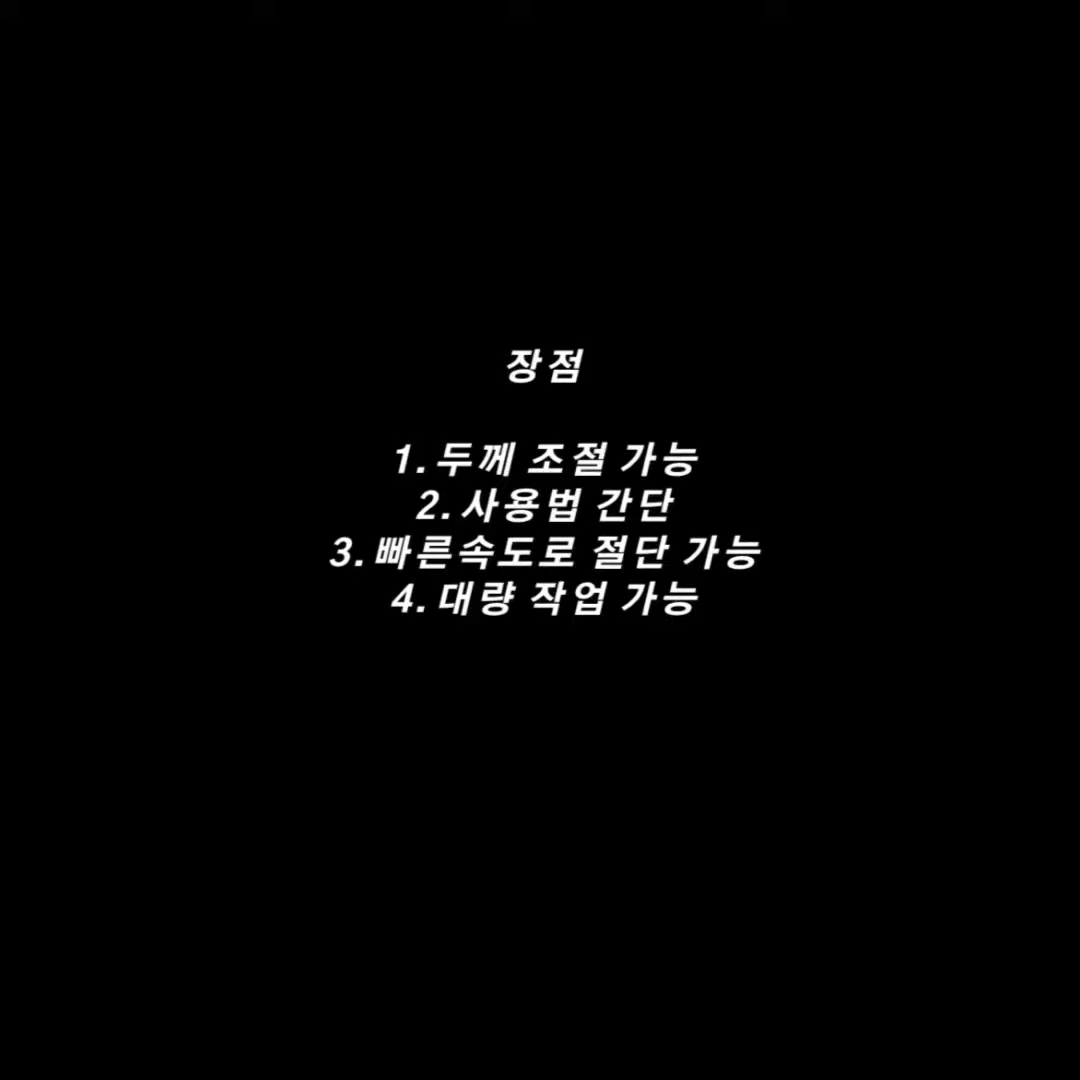 장점
1. 두께 조절 가능
2. 사용법 간단
3. 빠른속도로 절단 가능
4. 대량 작업 가능